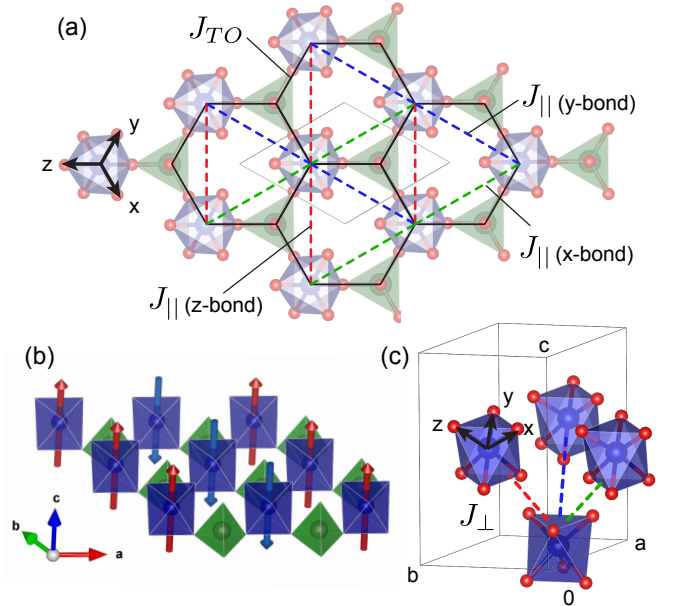 (a)
J_TO
J_|| (y-bond)
y
z
x
J_|| (x-bond)
J_|| (z-bond)
(b)
c
b
a
(c)
c
y
z
x
J_⊥
a
b
0